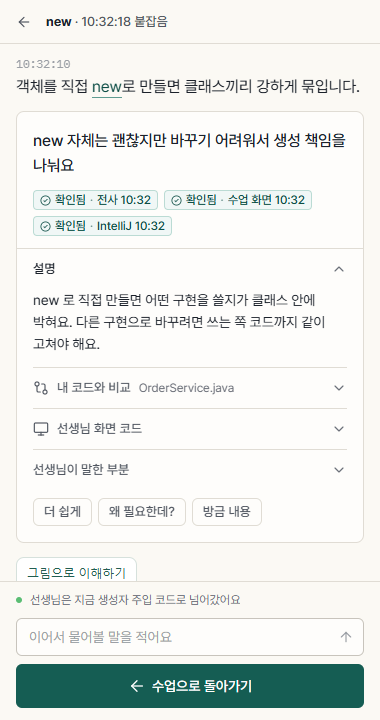 new · 10:32:18 붙잡음
10:32:10
객체를 직접 new로 만들면 클래스끼리 강하게 묶입니다.
new 자체는 괜찮지만 바꾸기 어려워서 생성 책임을
나눠요
확인됨 · 전사 10:32 확인됨 · 수업 화면 10:32
확인됨 · IntelliJ 10:32
설명
new 로 직접 만들면 어떤 구현을 쓸지가 클래스 안에
박혀요. 다른 구현으로 바꾸려면 쓰는 쪽 코드까지 같이
고쳐야 해요.
내 코드와 비교 OrderService.java
선생님 화면 코드
선생님이 말한 부분
더 쉽게 왜 필요한데? 방금 내용
그림으로 이해하기
선생님은 지금 생성자 주입 코드로 넘어갔어요
이어서 물어볼 말을 적어요
수업으로 돌아가기